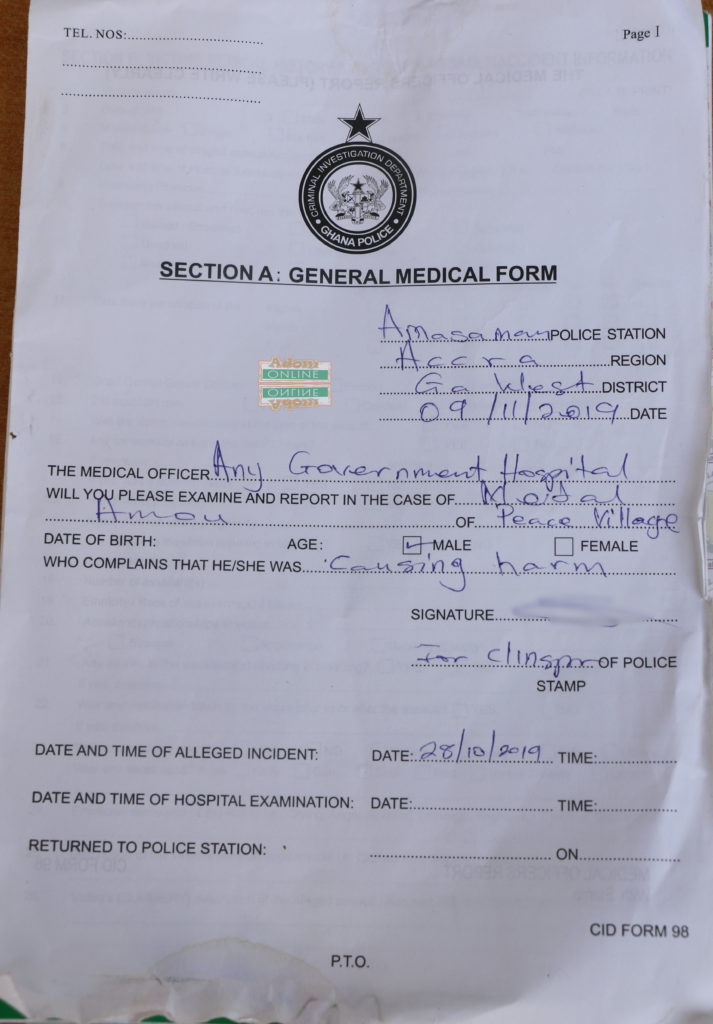 TEL. NOS:
Page 1
CRIMINAL INVESTIGATION DEPARTMENT
GHANA POLICE
SECTION A: GENERAL MEDICAL FORM
Amasaman POLICE STATION
Accra REGION
Adom
ONLINE
Ga West DISTRICT
09/11/2019 DATE
THE MEDICAL OFFICER Any Government Hospital
WILL YOU PLEASE EXAMINE AND REPORT IN THE CASE OF
OF Peace Village
DATE OF BIRTH: AGE: MALE FEMALE
WHO COMPLAINS THAT HE/SHE WAS Causing harm
SIGNATURE
For OF POLICE
STAMP
DATE AND TIME OF ALLEGED INCIDENT: DATE: 28/10/2019 TIME:
DATE AND TIME OF HOSPITAL EXAMINATION: DATE: TIME:
RETURNED TO POLICE STATION: ON
CID FORM 98
P.T.O.